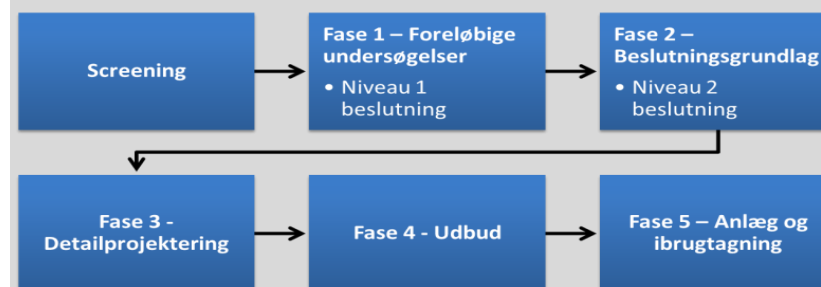 Screening
Fase 1 – Foreløbige
undersøgelser
• Niveau 1
beslutning
Fase 2 –
Beslutningsgrundlag
• Niveau 2
beslutning
Fase 3 -
Detailprojektering
Fase 4 - Udbud
Fase 5 – Anlæg og
ibrugtagning